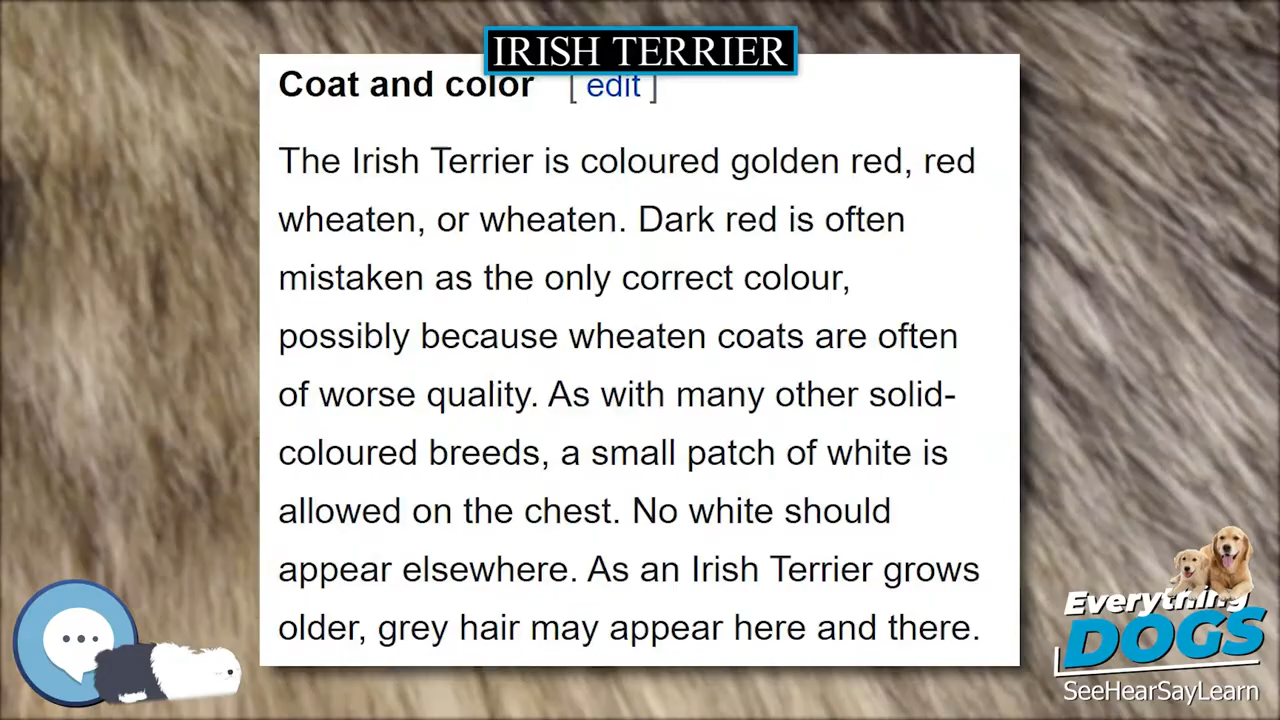 IRISH TERRIER
Coat and color [ edit ]
The Irish Terrier is coloured golden red, red
wheaten, or wheaten. Dark red is often
mistaken as the only correct colour,
possibly because wheaten coats are often
of worse quality. As with many other solid-
coloured breeds, a small patch of white is
allowed on the chest. No white should
appear elsewhere. As an Irish Terrier grows
older, grey hair may appear here and there.
Everything
DOGS
SeeHearSayLearn